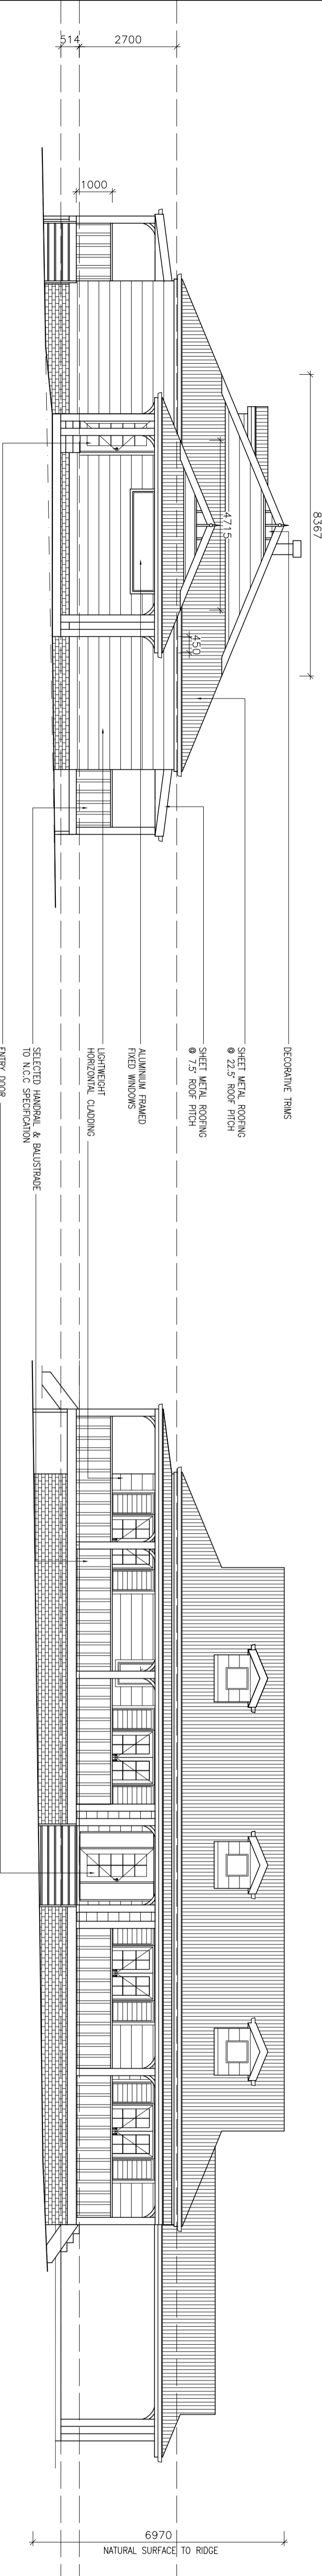 514
2700
1000
8367
4715
450
DECORATIVE TRIMS
SHEET METAL ROOFING
@ 22.5° ROOF PITCH
SHEET METAL ROOFING
@ 7.5° ROOF PITCH
ALUMINIUM FRAMED
FIXED WINDOWS
LIGHTWEIGHT
HORIZONTAL CLADDING
SELECTED HANDRAIL & BALUSTRADE
TO N.C.C SPECIFICATION
ENTRY DOOR
6970
NATURAL SURFACE TO RIDGE